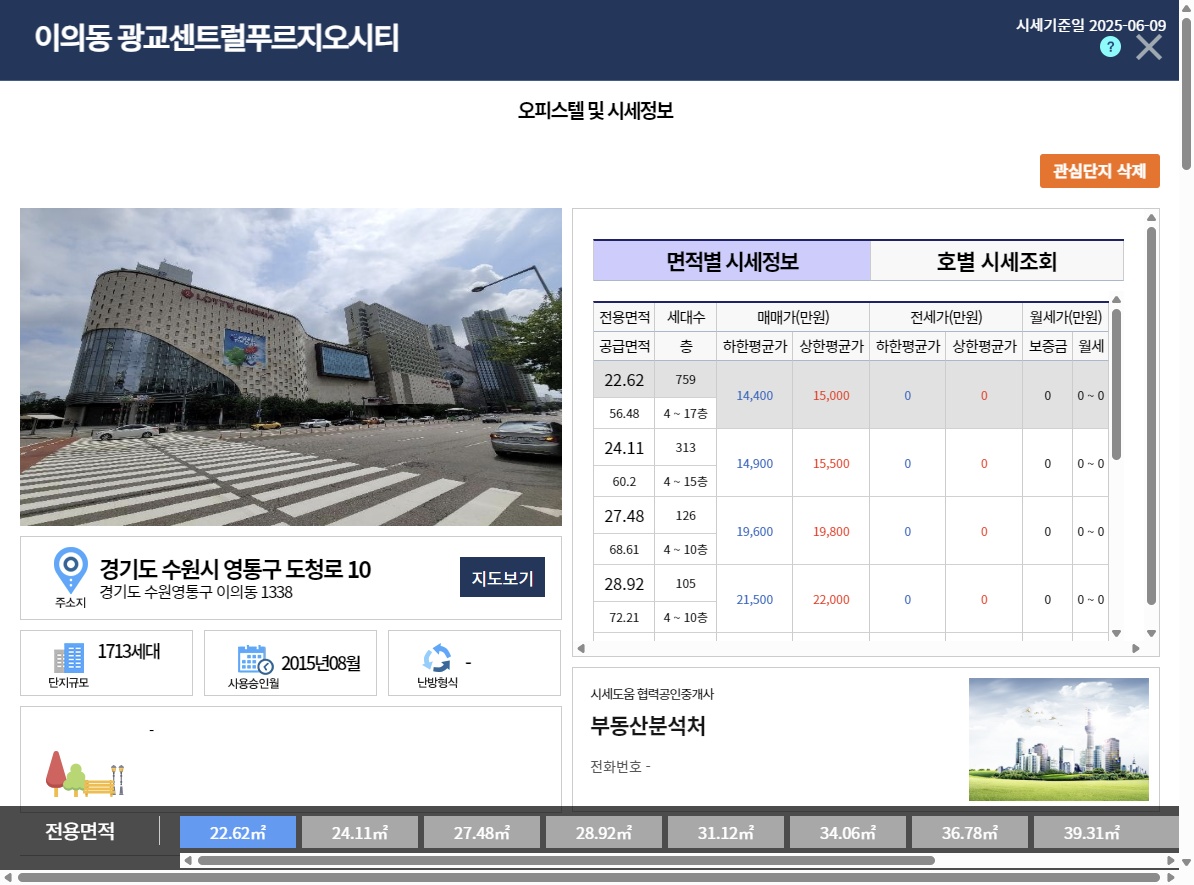 이의동 광교센트럴푸르지오시티
시세기준일 2025-06-09
?
오피스텔 및 시세정보
관심단지 삭제
LOTTE CINEMA
면적별 시세정보 호별 시세조회
전용면적 세대수 매매가(만원) 전세가(만원) 월세가(만원)
공급면적 층 하한평균가 상한평균가 하한평균가 상한평균가 보증금 월세
22.62 759 14,400 15,000 0 0 0 0 ~ 0
56.48 4 ~ 17층
24.11 313 14,900 15,500 0 0 0 0 ~ 0
60.2 4 ~ 15층
27.48 126 19,600 19,800 0 0 0 0 ~ 0
68.61 4 ~ 10층
28.92 105 21,500 22,000 0 0 0 0 ~ 0
72.21 4 ~ 10층
경기도 수원시 영통구 도청로 10
경기도 수원영통구 이의동 1338
주소지
지도보기
1713세대
단지규모
2015년08월
사용승인월
-
난방형식
-
시세도움 협력공인중개사
부동산분석처
전화번호 -
전용면적 22.62㎡ 24.11㎡ 27.48㎡ 28.92㎡ 31.12㎡ 34.06㎡ 36.78㎡ 39.31㎡